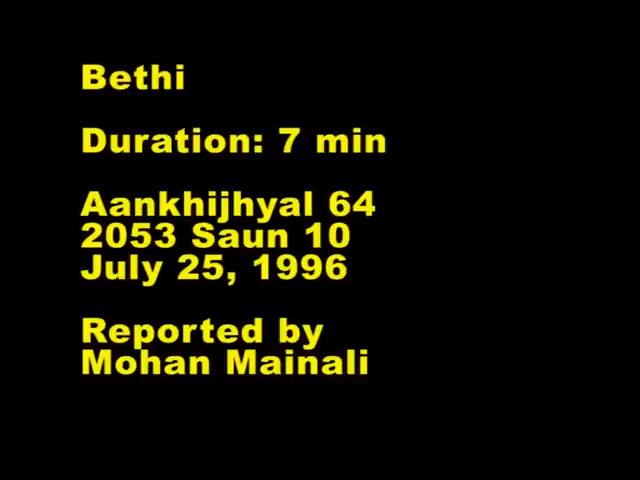 Bethi
Duration: 7 min
Aankhijhyal 64
2053 Saun 10
July 25, 1996
Reported by
Mohan Mainali